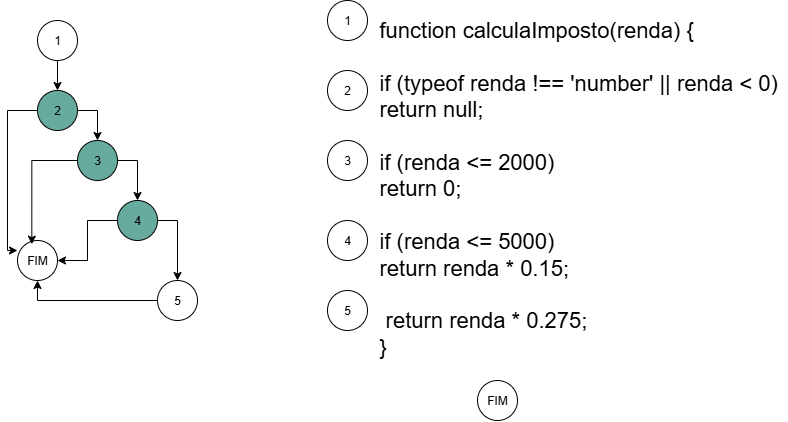 1
2
3
4
FIM
5
1 function calculaImposto(renda) {
2 if (typeof renda !== 'number' || renda < 0)
return null;
3 if (renda <= 2000)
return 0;
4 if (renda <= 5000)
return renda * 0.15;
5 return renda * 0.275;
}
FIM